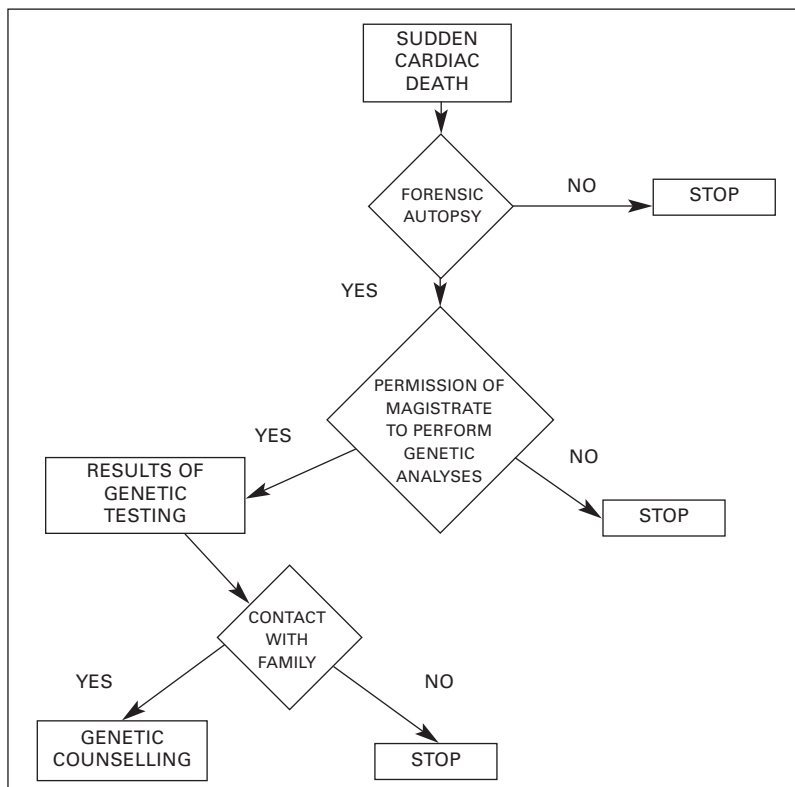 SUDDEN
CARDIAC
DEATH
FORENSIC
AUTOPSY
NO
STOP
YES
PERMISSION OF
MAGISTRATE
TO PERFORM
GENETIC
ANALYSES
YES
NO
RESULTS OF
GENETIC
TESTING
STOP
CONTACT
WITH
FAMILY
YES
NO
GENETIC
COUNSELLING
STOP